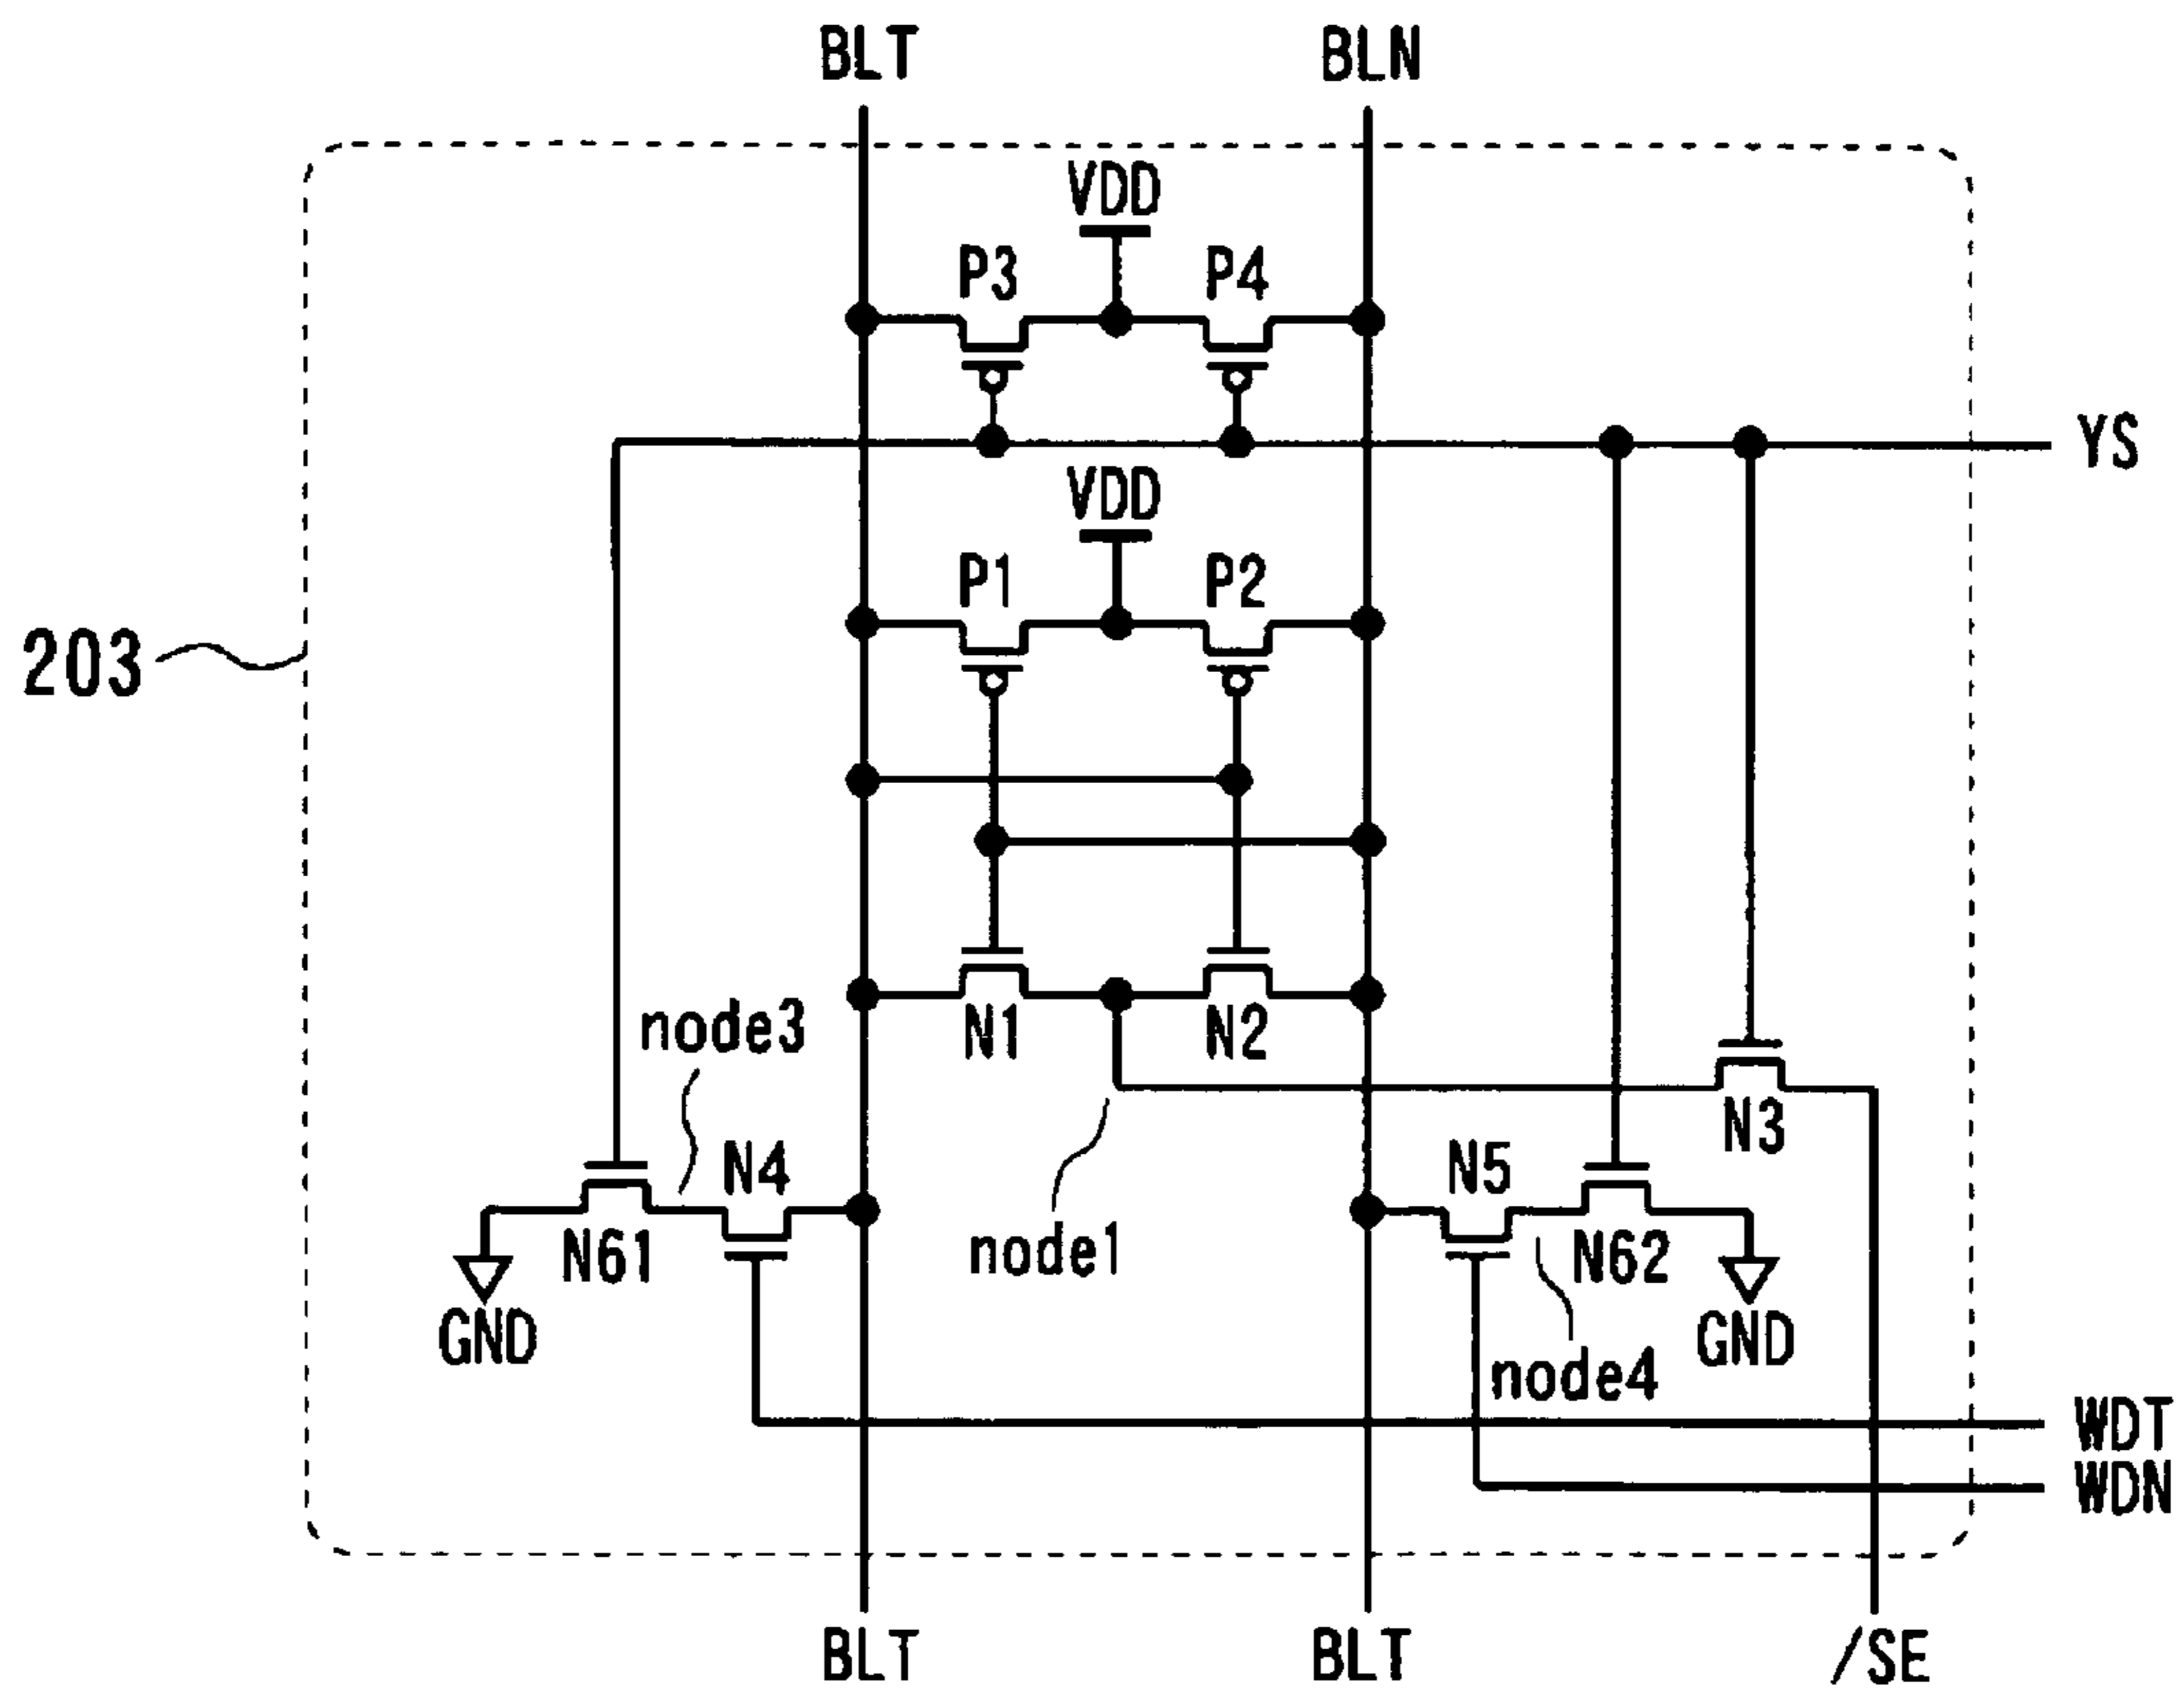 BLT BLN
VDD
P3 P4
YS
VDD
P1 P2
203
node3 N1 N2
N3
N4 N5
N61 node1 N62
GND GND
node4
WDT
WDN
BLT BLT /SE